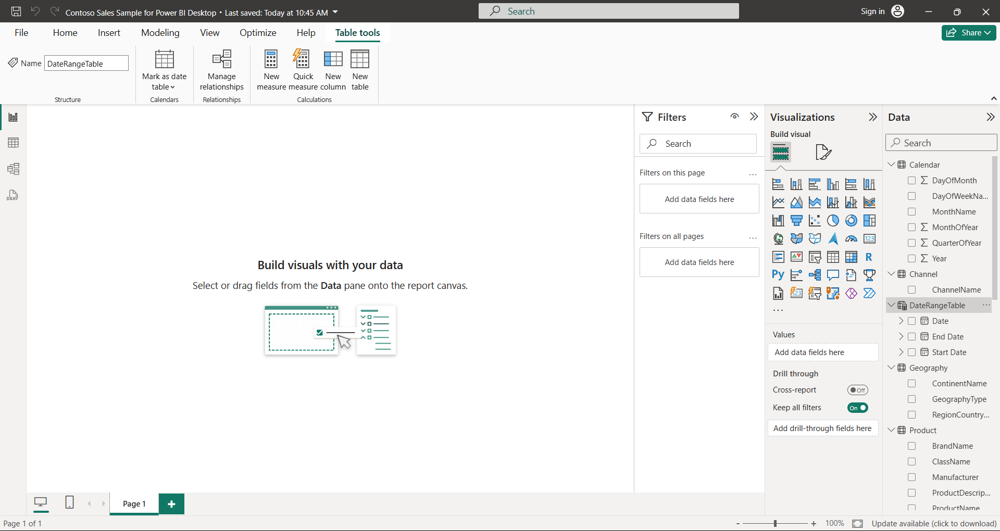 Contoso Sales Sample for Power BI Desktop • Last saved: Today at 10:45 AM
Search
Sign in
File
Home
Insert
Modeling
View
Optimize
Help
Table tools
Share
Name
DateRangeTable
Structure
Mark as date
table
Calendars
Manage
relationships
Relationships
New
measure
Quick
measure
New
column
New
table
Calculations
DAX
Build visuals with your data
Select or drag fields from the Data pane onto the report canvas.
Filters
Search
Filters on this page
...
Add data fields here
Filters on all pages
...
Add data fields here
Visualizations
Build visual
123
R
Py
123
...
Values
Add data fields here
Drill through
Cross-report
Off
Keep all filters
On
Add drill-through fields here
Data
Search
Calendar
∑ DayOfMonth
DayOfWeekNa...
MonthName
∑ MonthOfYear
∑ QuarterOfYear
∑ Year
Channel
ChannelName
DateRangeTable
...
Date
End Date
Start Date
Geography
ContinentName
GeographyType
RegionCountry...
Product
BrandName
ClassName
Manufacturer
ProductDescrip...
ProductName
Page 1
+
Page 1 of 1
-
+
100%
Update available (click to download)